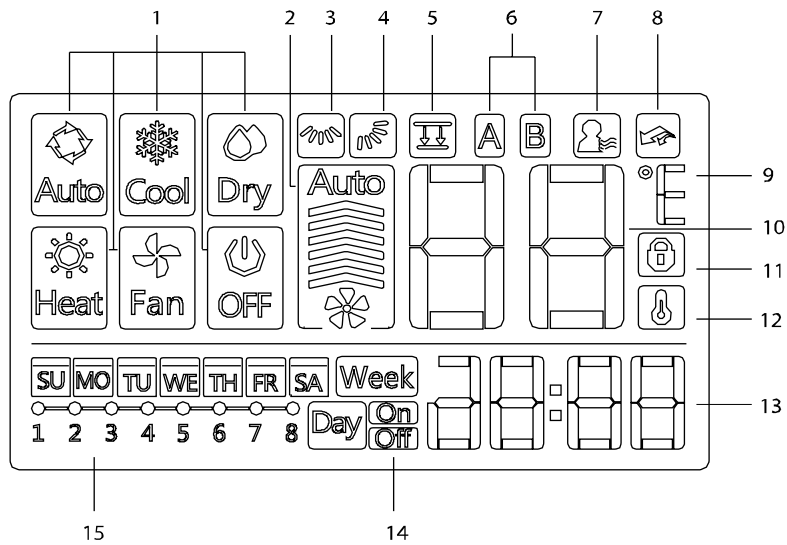 1 2 3 4 5 6 7 8
A B
Auto Cool Dry Auto
9
10
Heat Fan OFF
11
12
SU MO TU WE TH FR SA Week
Day On
Off
13
1 2 3 4 5 6 7 8
15 14